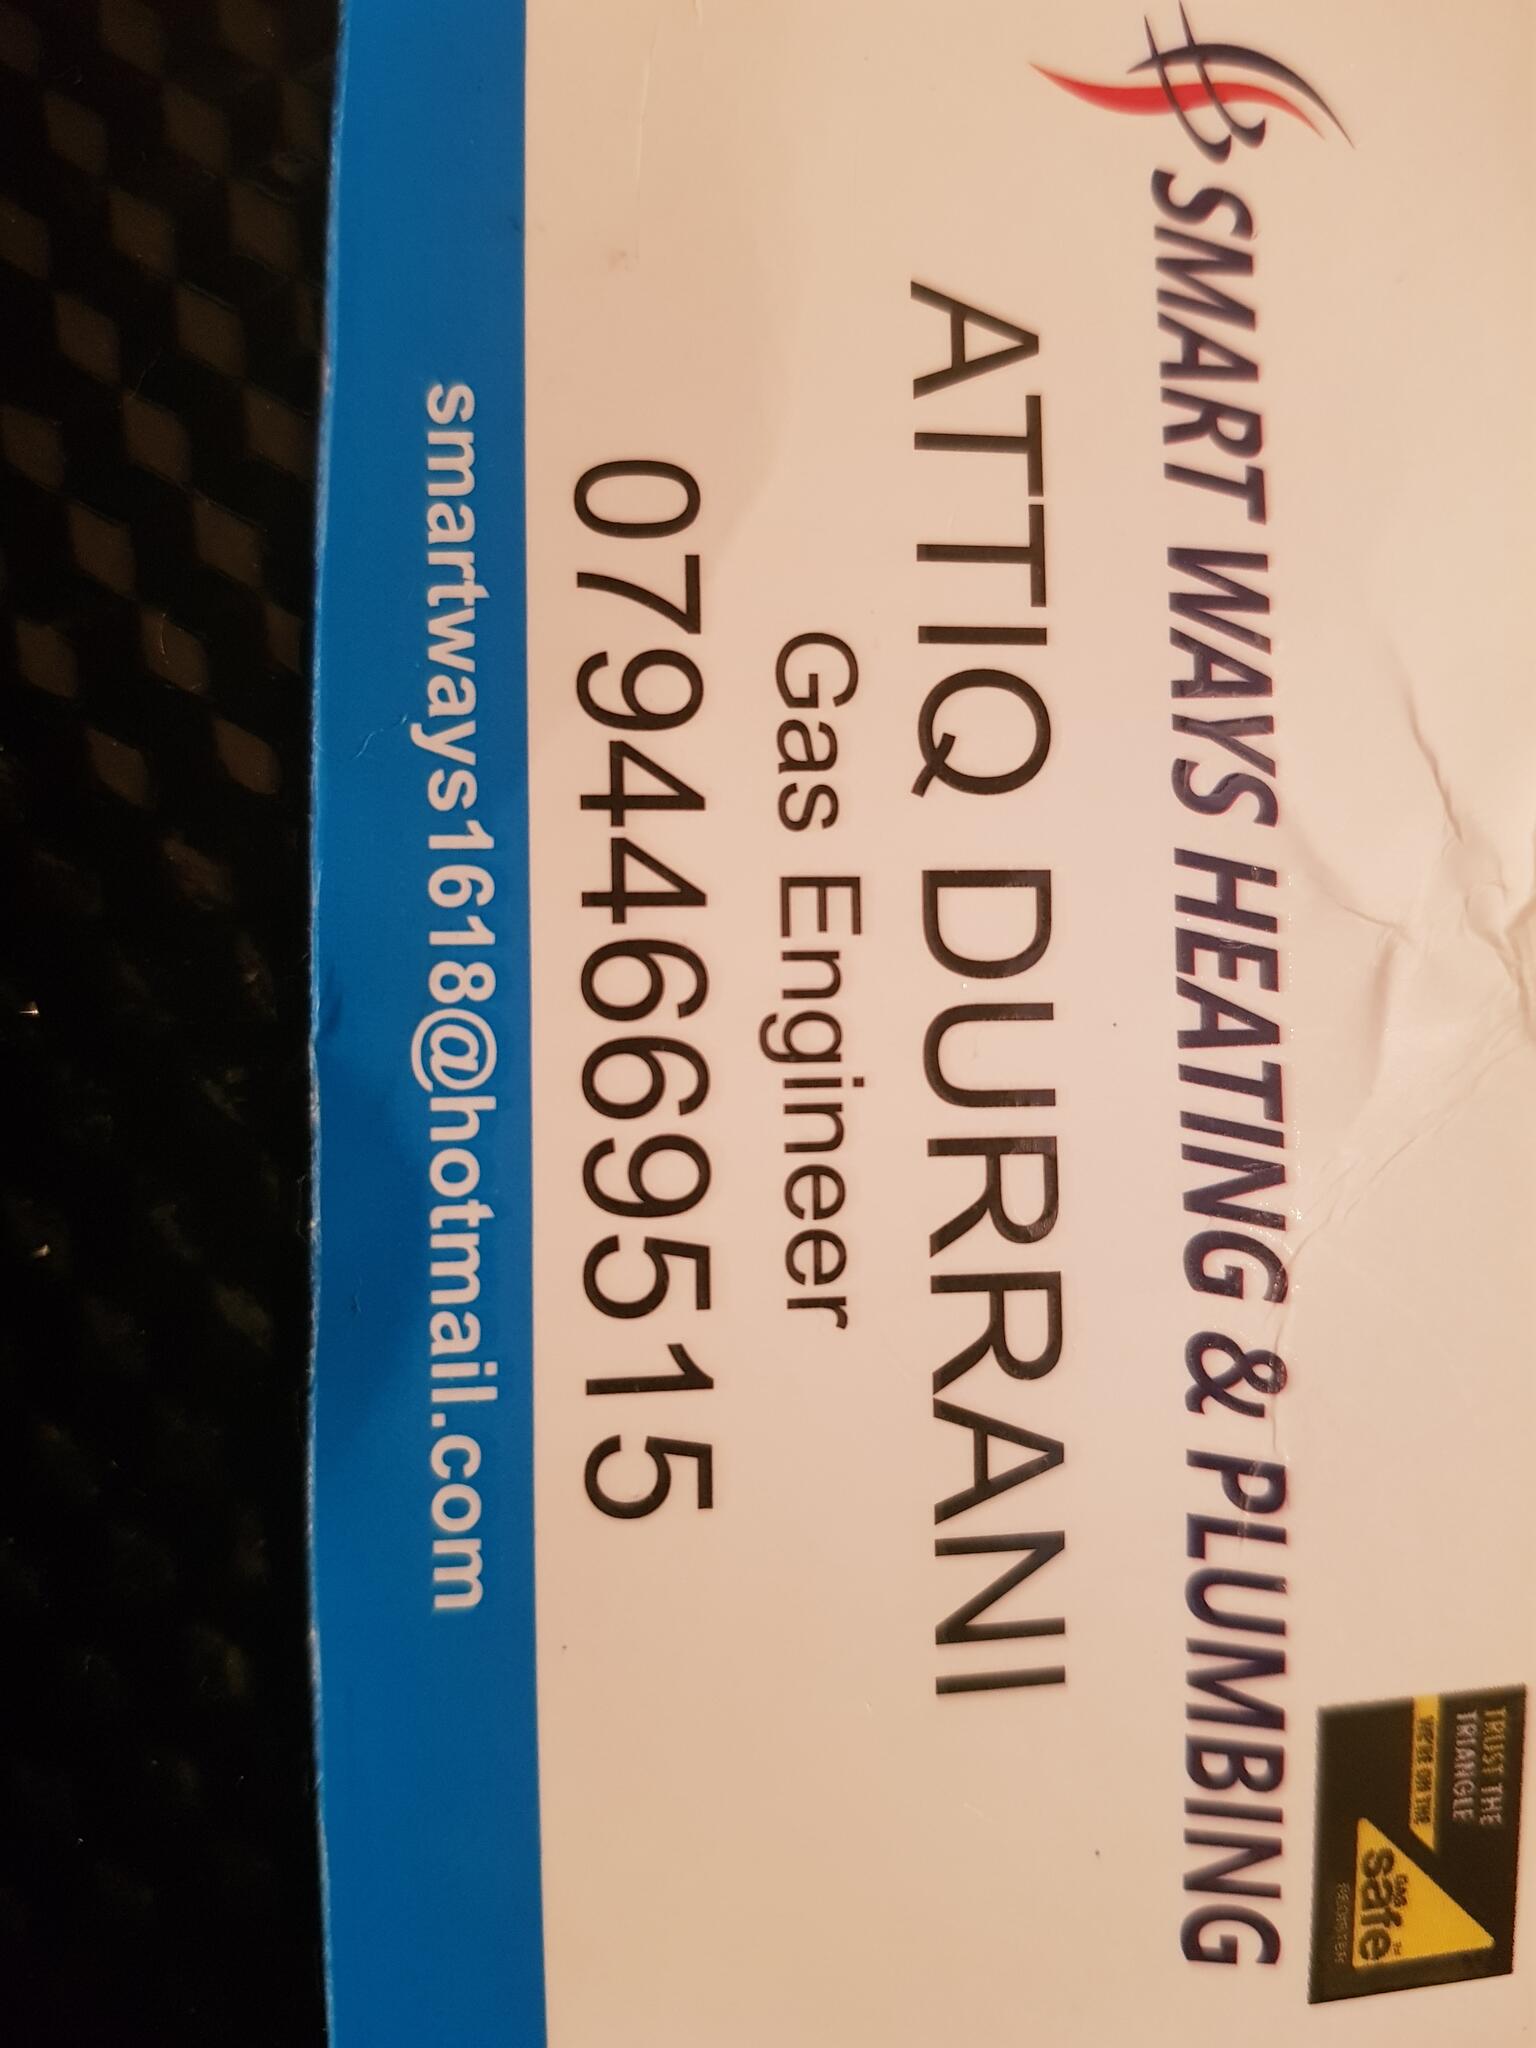 TRUST THE
TRIANGLE
WE'RE ON THE
GAS
safe
REGISTER
SMART WAYS HEATING & PLUMBING
ATTIQ DURRANI
Gas Engineer
07944669515
smartways1618@hotmail.com